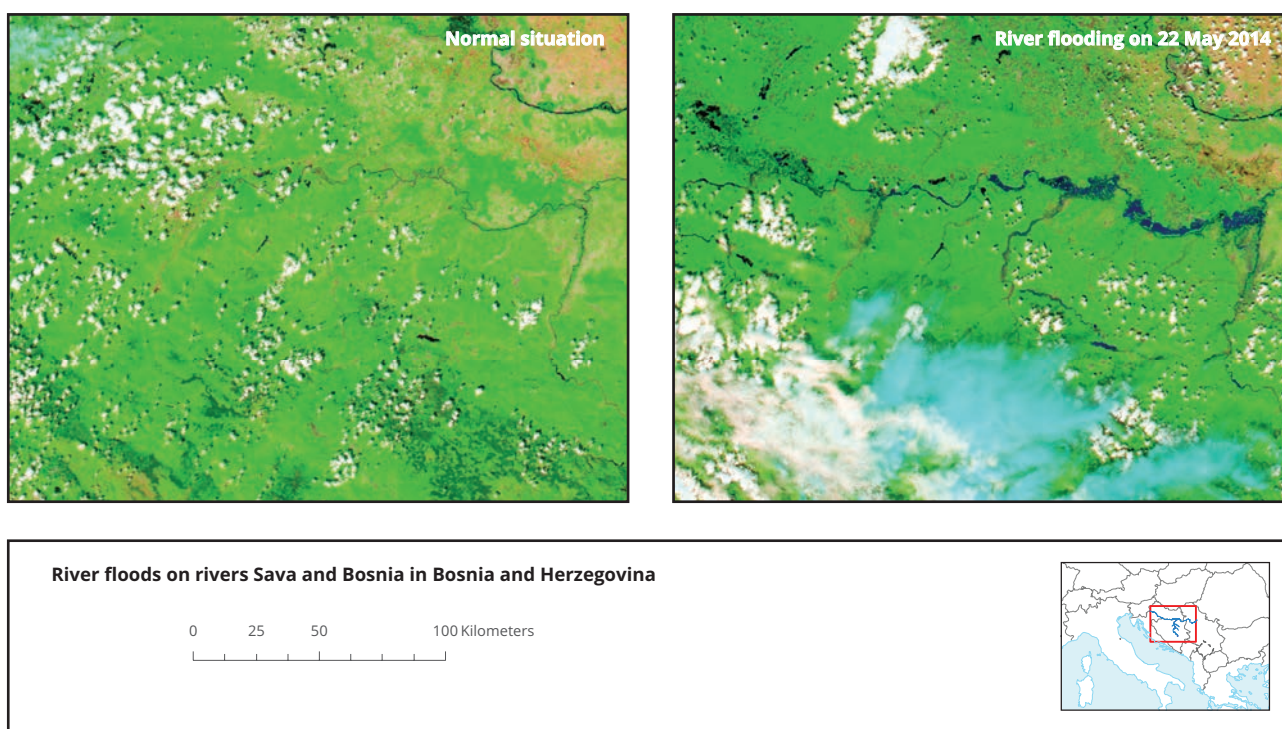 Normal situation
River flooding on 22 May 2014
River floods on rivers Sava and Bosnia in Bosnia and Herzegovina
0 25 50 100 Kilometers